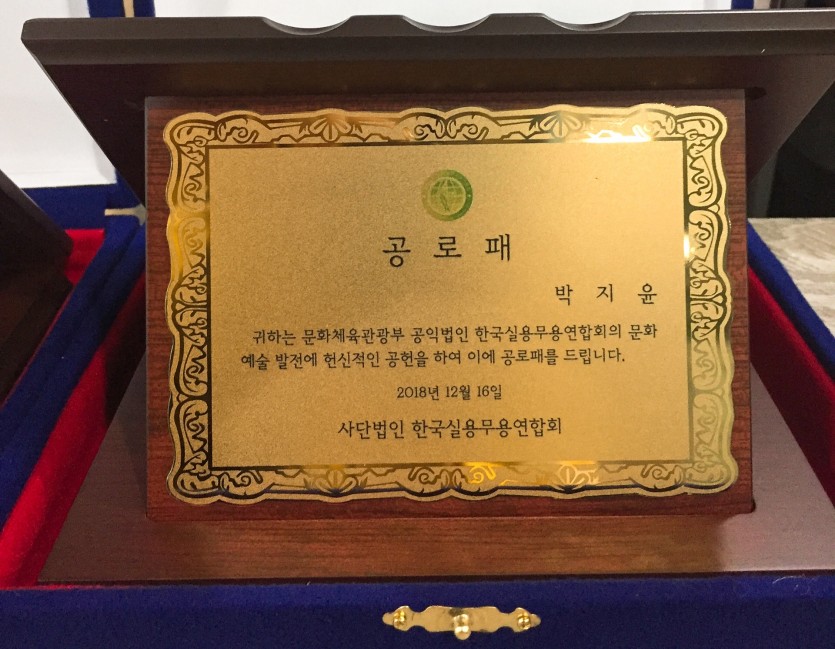 공로패
박지윤
귀하는 문화체육관광부 공익법인 한국실용무용연합회의 문화
예술 발전에 헌신적인 공헌을 하여 이에 공로패를 드립니다.
2018년 12월 16일
사단법인 한국실용무용연합회